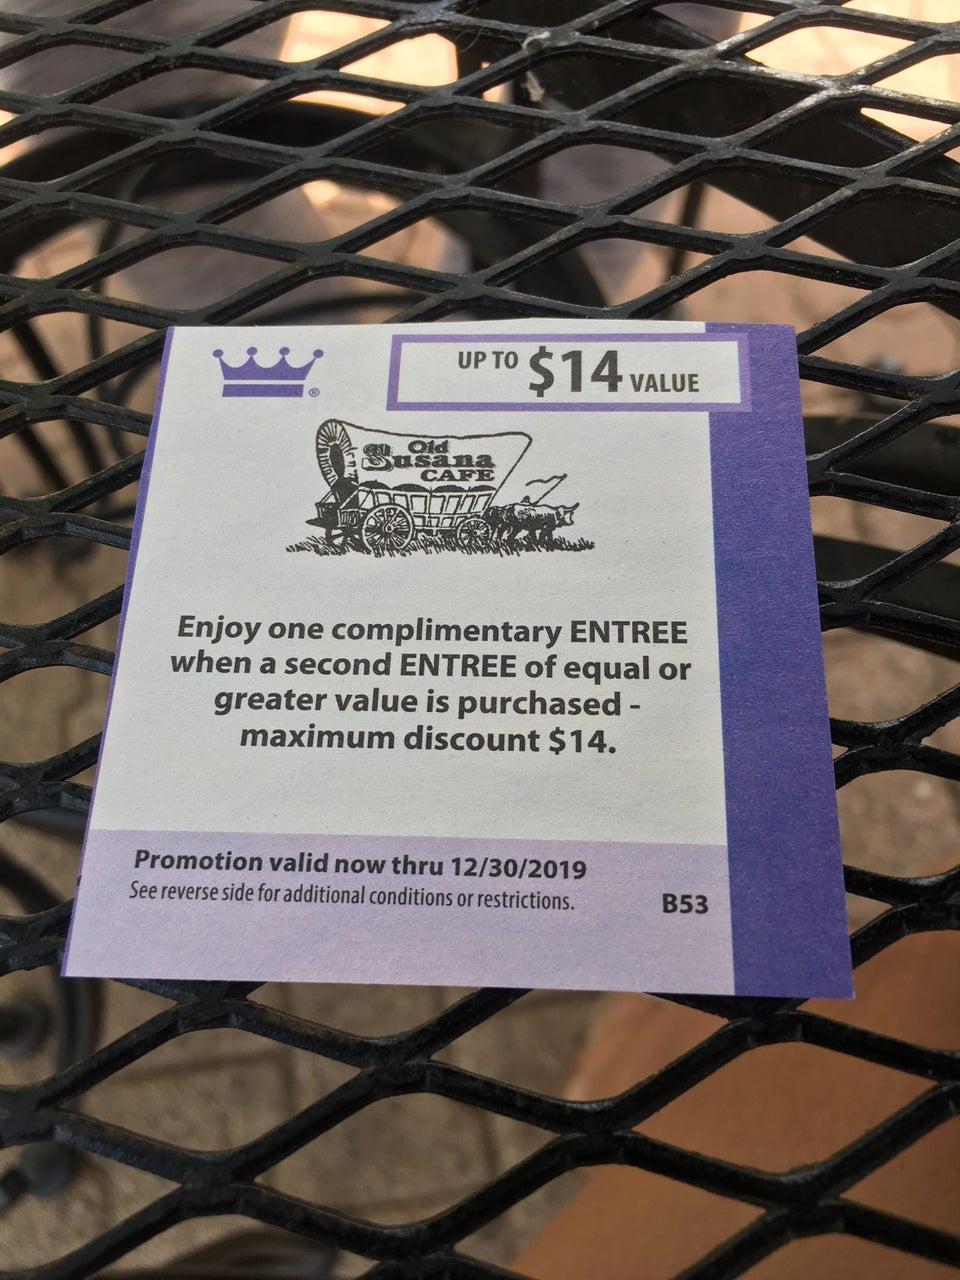 UP TO $14 VALUE
®
Old
Susana
CAFE
Enjoy one complimentary ENTREE
when a second ENTREE of equal or
greater value is purchased -
maximum discount $14.
Promotion valid now thru 12/30/2019
See reverse side for additional conditions or restrictions.
B53